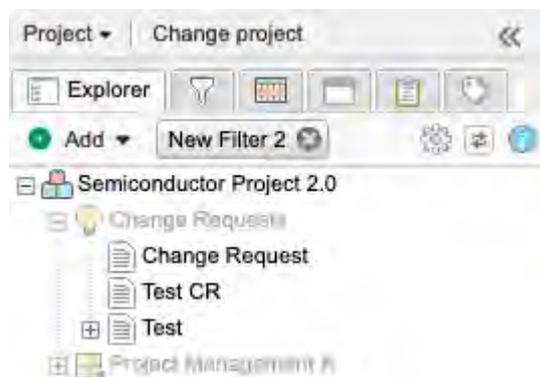 Project Change project
Explorer
Add New Filter 2
Semiconductor Project 2.0
Change Requests
Change Request
Test CR
Test
Project Management